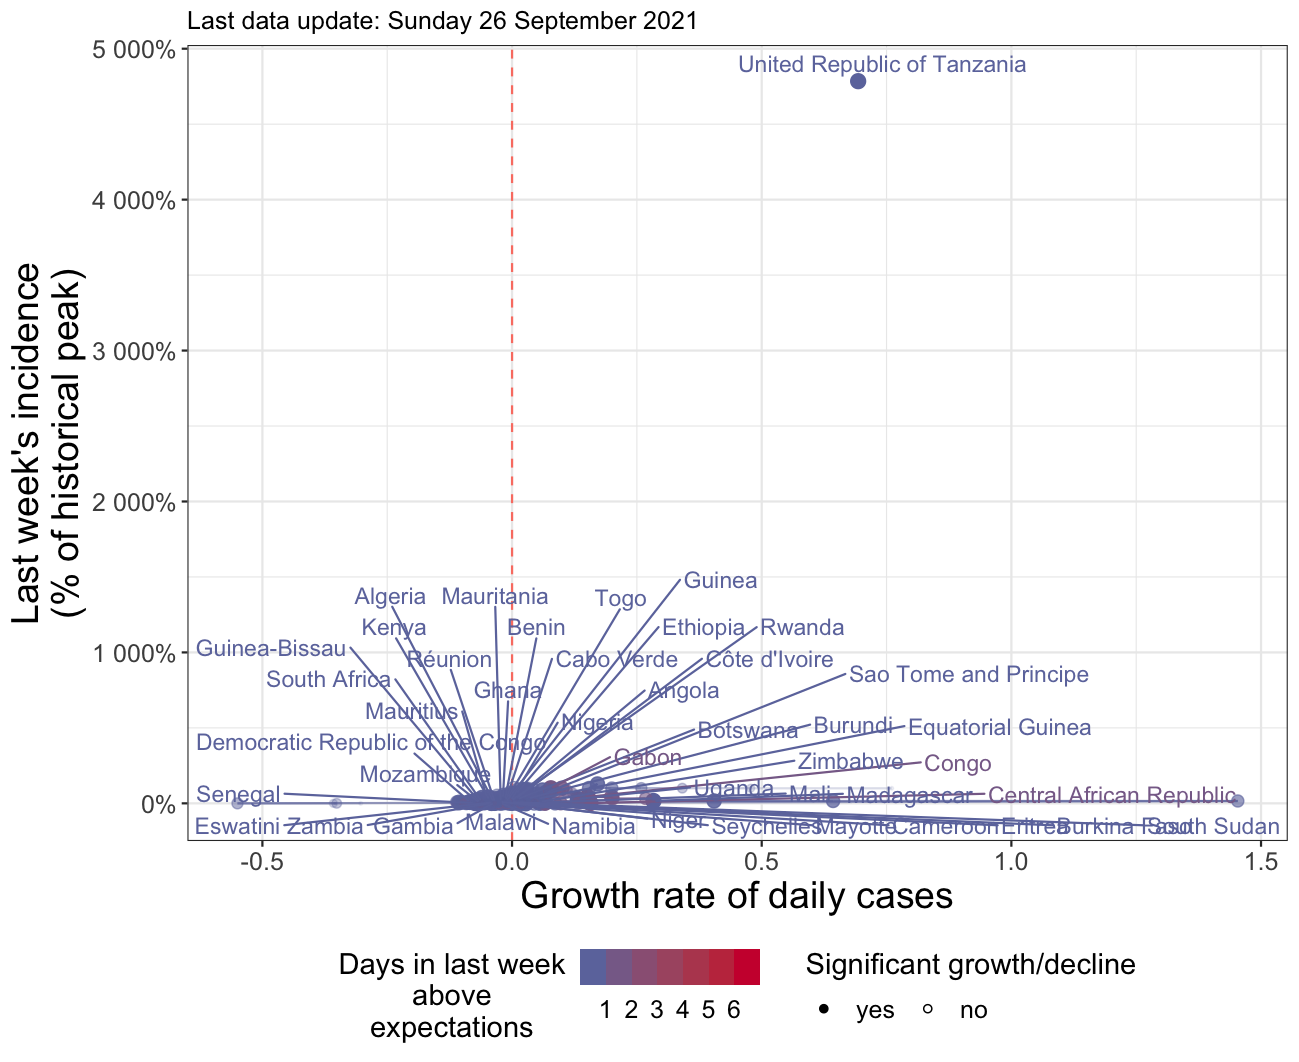 Last data update: Sunday 26 September 2021
5 000%
United Republic of Tanzania
4 000%
3 000%
2 000%
1 000%
0%
Last week's incidence
(% of historical peak)
Guinea
Algeria
Mauritania
Togo
Kenya
Benin
Ethiopia
Rwanda
Guinea-Bissau
Réunion
Cabo Verde
Côte d'Ivoire
South Africa
Sao Tome and Principe
Ghana
Angola
Mauritius
Nigeria
Botswana
Burundi
Equatorial Guinea
Democratic Republic of the Congo
Gabon
Zimbabwe
Congo
Mozambique
Senegal
Uganda
Mali
Madagascar
Central African Republic
Eswatini
Zambia
Gambia
Malawi
Namibia
Niger
Seychelles
Mayotte
Cameroon
Eritrea
Burkina Faso
South Sudan
-0.5
0.0
0.5
1.0
1.5
Growth rate of daily cases
Days in last week
above
expectations
1 2 3 4 5 6
Significant growth/decline
yes no